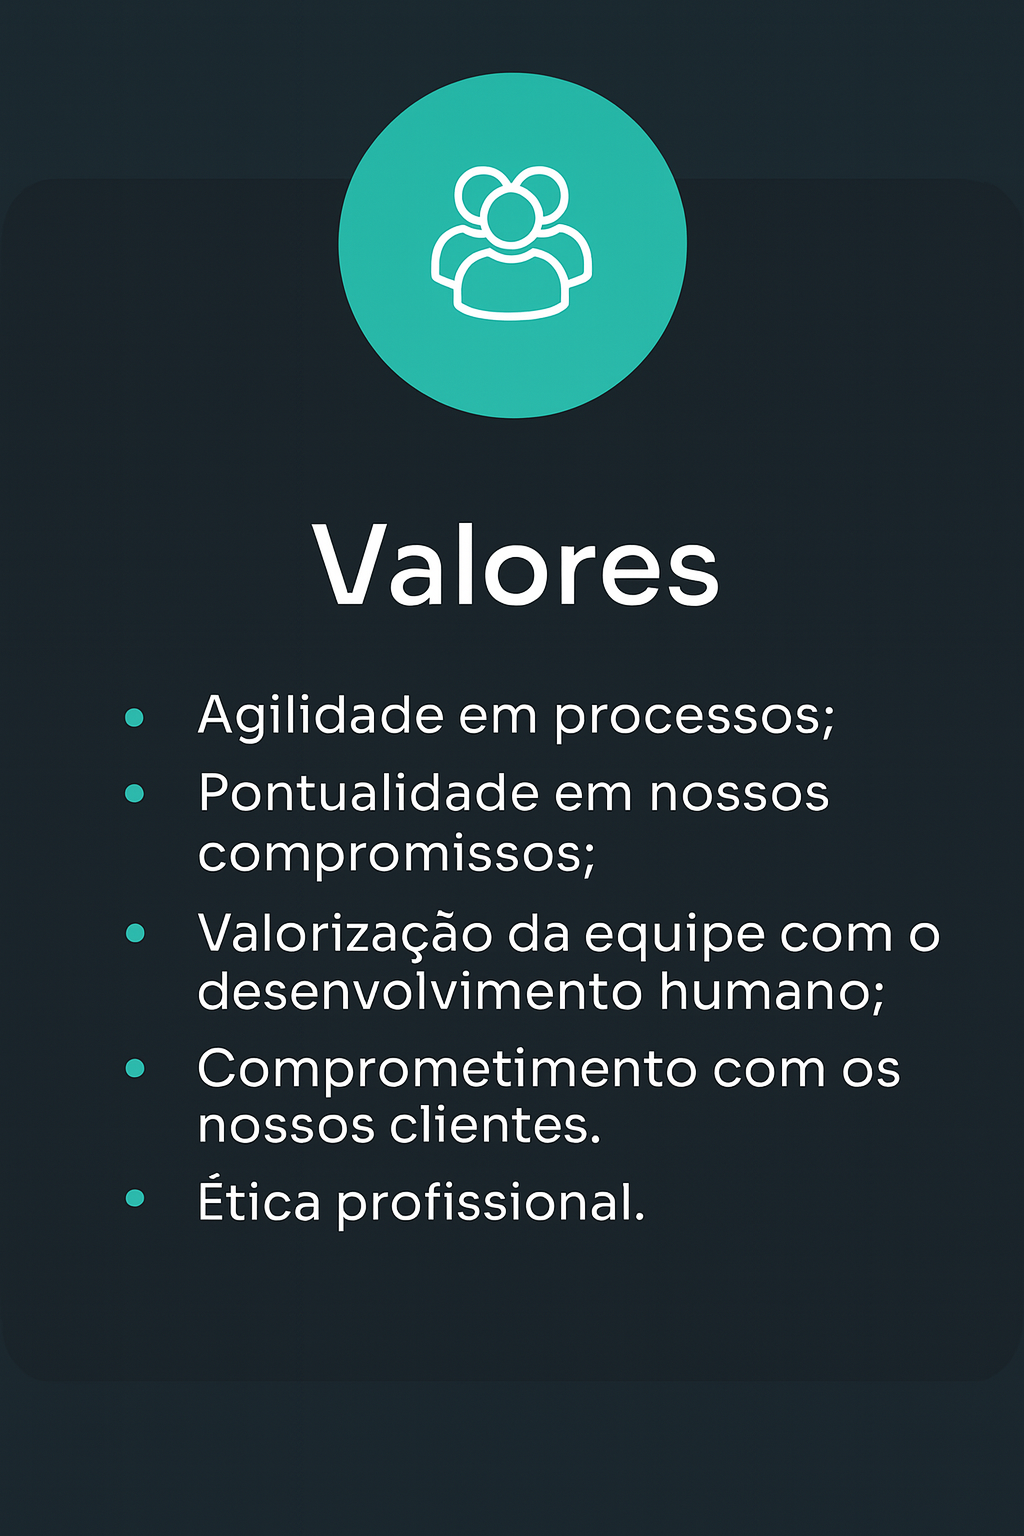 Valores
• Agilidade em processos;
• Pontualidade em nossos
compromissos;
• Valorização da equipe com o
desenvolvimento humano;
• Comprometimento com os
nossos clientes.
• Ética profissional.